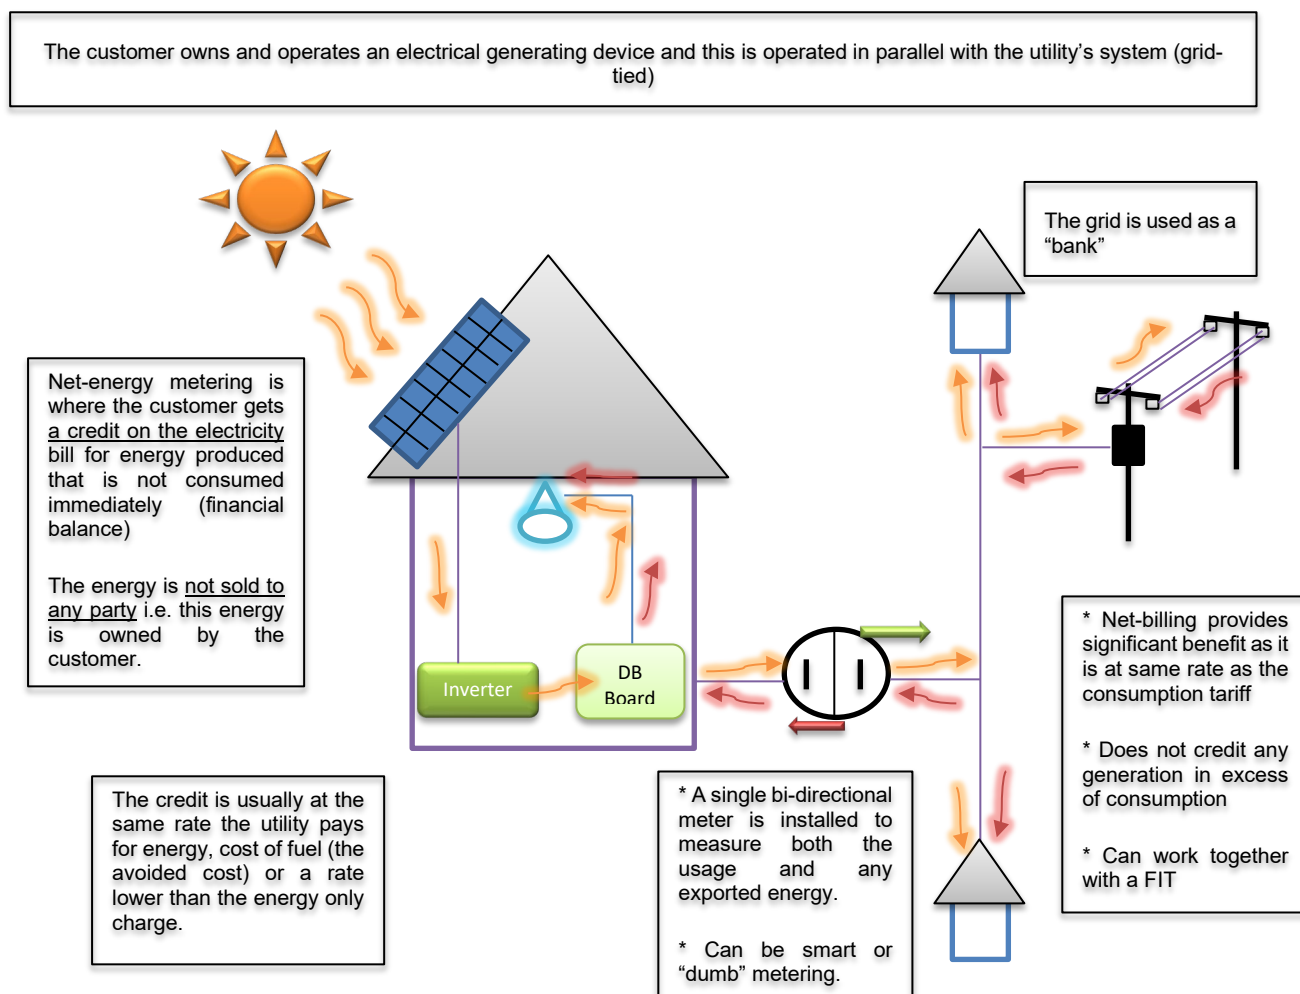 The customer owns and operates an electrical generating device and this is operated in parallel with the utility’s system (grid-
tied)
The grid is used as a
“bank”
Net-energy metering is
where the customer gets
a credit on the electricity
bill for energy produced
that is not consumed
immediately (financial
balance)
The energy is not sold to
any party i.e. this energy
is owned by the
customer.
Inverter
DB
Board
* Net-billing provides
significant benefit as it
is at same rate as the
consumption tariff
* Does not credit any
generation in excess
of consumption
* Can work together
with a FIT
The credit is usually at the
same rate the utility pays
for energy, cost of fuel (the
avoided cost) or a rate
lower than the energy only
charge.
* A single bi-directional
meter is installed to
measure both the
usage and any
exported energy.
* Can be smart or
“dumb” metering.